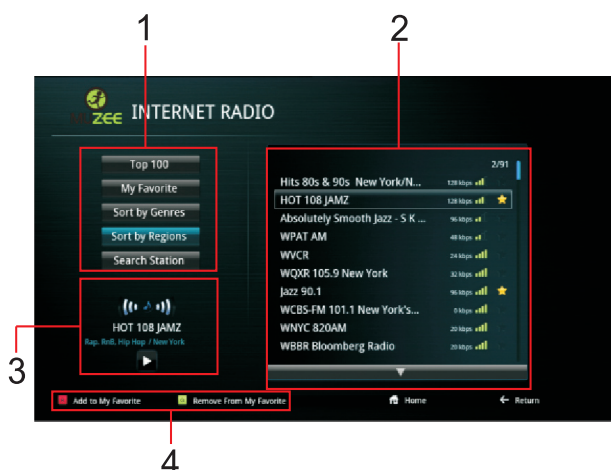 1
2
ZEE INTERNET RADIO
Top 100
My Favorite
Sort by Genres
Sort by Regions
Search Station
2/91
Hits 80s & 90s New York/N... 128 kbps
HOT 108 JAMZ 128 kbps
Absolutely Smooth Jazz - S K ... 96 kbps
WPAT AM 48 kbps
WVCR 24 kbps
WQXR 105.9 New York 32 kbps
Jazz 90.1 96 kbps
WCBS-FM 101.1 New York's... 0 kbps
WNYC 820AM 20 kbps
WBBR Bloomberg Radio 20 kbps
HOT 108 JAMZ
Rap, RnB, Hip Hop / New York
3
Add to My Favorite
Remove From My Favorite
Home
Return
4